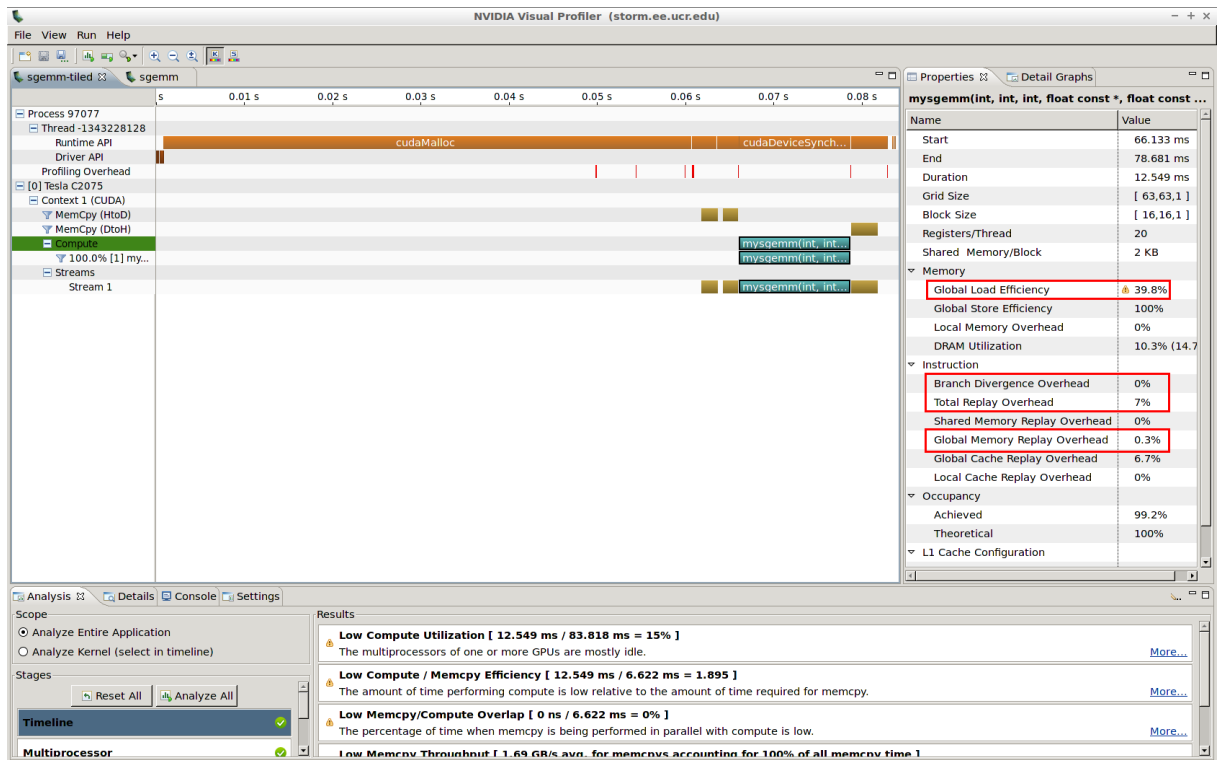 NVIDIA Visual Profiler (storm.ee.ucr.edu)
File View Run Help
sgemm-tiled
sgemm
s 0.01 s 0.02 s 0.03 s 0.04 s 0.05 s 0.06 s 0.07 s 0.08 s
Process 97077
Thread -1343228128
Runtime API
cudaMalloc
cudaDeviceSynch...
Driver API
Profiling Overhead
[0] Tesla C2075
Context 1 (CUDA)
MemCpy (HtoD)
MemCpy (DtoH)
Compute
mysgemm(int, int...
100.0% [1] my...
mysgemm(int, int...
Streams
Stream 1
mysgemm(int, int...
Properties
Detail Graphs
mysgemm(int, int, int, float const *, float const ...
Name Value
Start 66.133 ms
End 78.681 ms
Duration 12.549 ms
Grid Size [ 63,63,1 ]
Block Size [ 16,16,1 ]
Registers/Thread 20
Shared Memory/Block 2 KB
Memory
Global Load Efficiency 39.8%
Global Store Efficiency 100%
Local Memory Overhead 0%
DRAM Utilization 10.3% (14.7
Instruction
Branch Divergence Overhead 0%
Total Replay Overhead 7%
Shared Memory Replay Overhead 0%
Global Memory Replay Overhead 0.3%
Global Cache Replay Overhead 6.7%
Local Cache Replay Overhead 0%
Occupancy
Achieved 99.2%
Theoretical 100%
L1 Cache Configuration
Analysis
Details
Console
Settings
Scope
Analyze Entire Application
Analyze Kernel (select in timeline)
Stages
Reset All
Analyze All
Timeline
Multiprocessor
Results
Low Compute Utilization [ 12.549 ms / 83.818 ms = 15% ]
The multiprocessors of one or more GPUs are mostly idle.
More...
Low Compute / Memcpy Efficiency [ 12.549 ms / 6.622 ms = 1.895 ]
The amount of time performing compute is low relative to the amount of time required for memcpy.
More...
Low Memcpy/Compute Overlap [ 0 ns / 6.622 ms = 0% ]
The percentage of time when memcpy is being performed in parallel with compute is low.
More...
Low Memcpy Throughput [ 1.69 GB/s avg, for memcpys accounting for 100% of all memcpy time ]